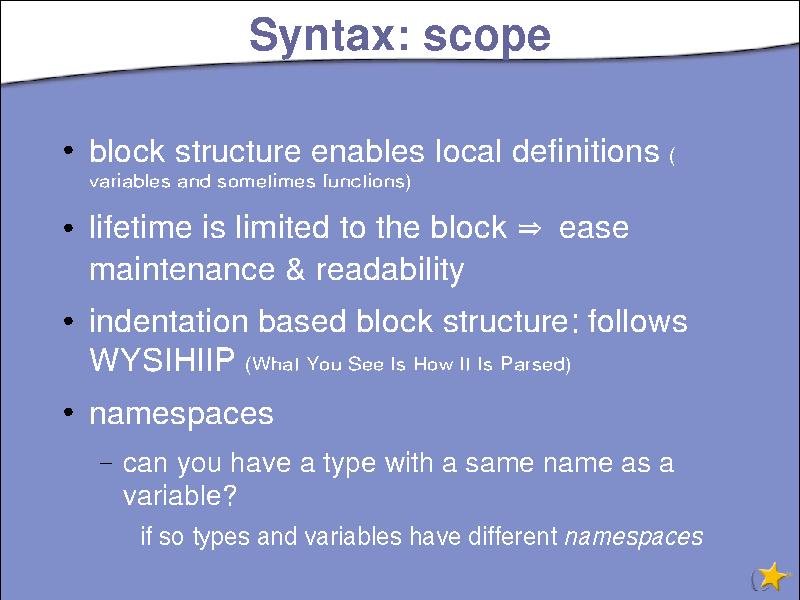 Syntax: scope
• block structure enables local definitions (
variables and sometimes functions)
• lifetime is limited to the block ⇒ ease
maintenance & readability
• indentation based block structure: follows
WYSIHIIP (What You See Is How It Is Parsed)
• namespaces
– can you have a type with a same name as a
variable?
if so types and variables have different namespaces